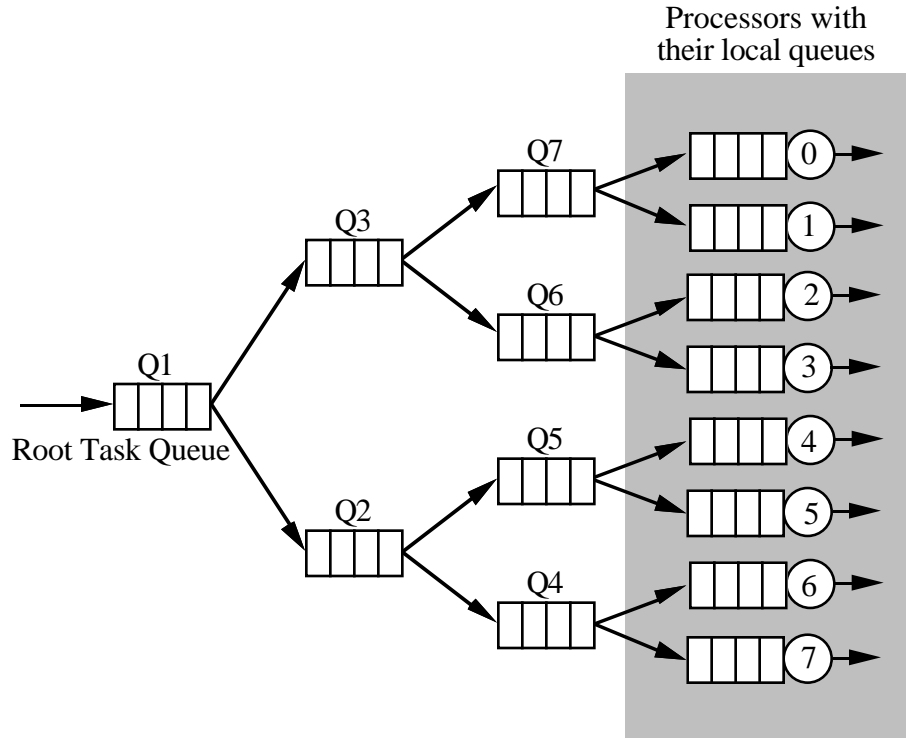 Processors with
their local queues
Q7
0
1
Q3
Q6
2
3
Q1
Root Task Queue
Q5
4
5
Q2
Q4
6
7